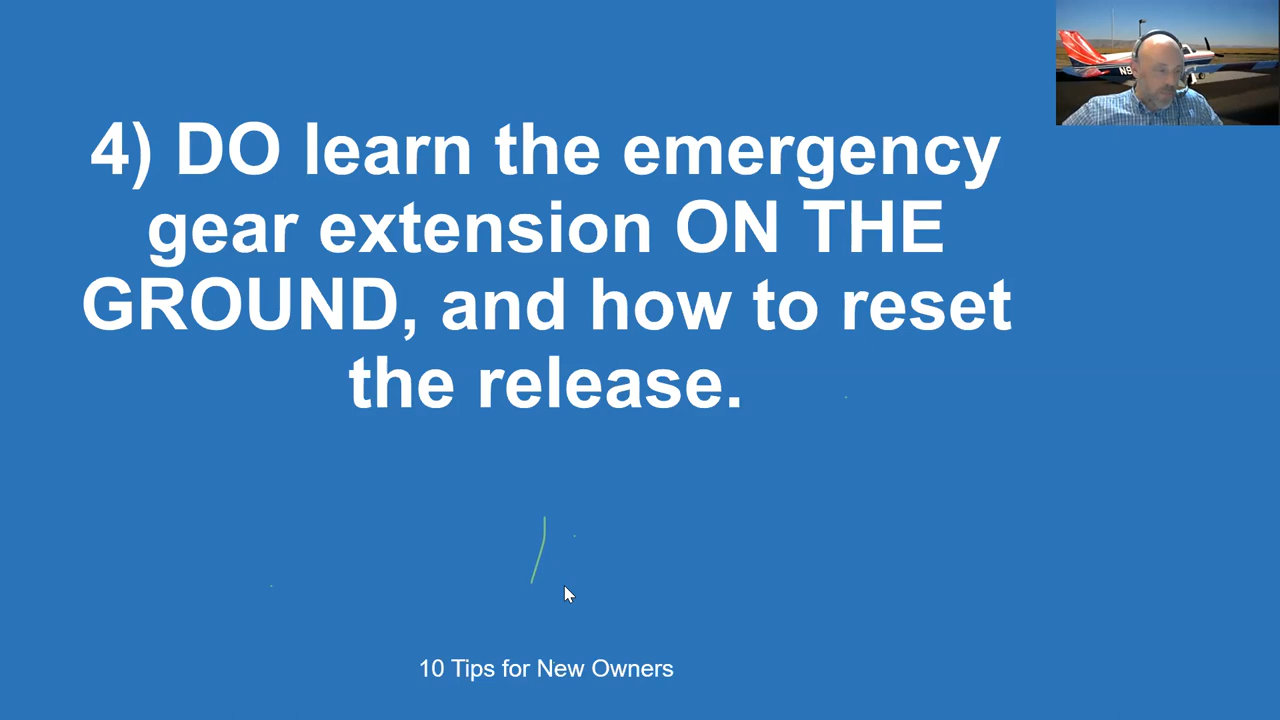 4) DO learn the emergency
gear extension ON THE
GROUND, and how to reset
the release.
10 Tips for New Owners